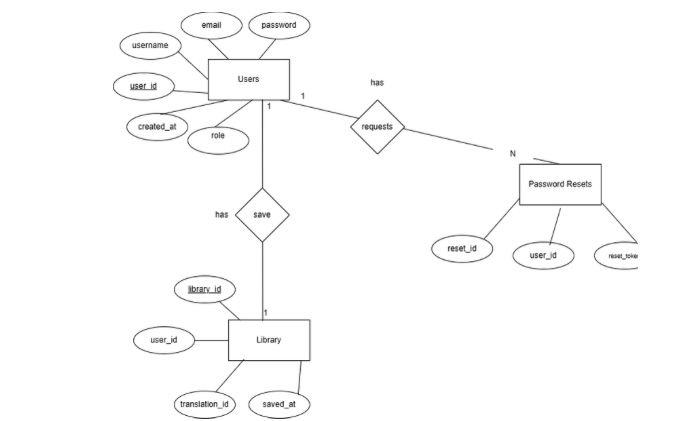 email
password
username
Users
user_id
created_at
role
1
1
has
requests
N
Password Resets
reset_id
user_id
reset_toke
has
save
library_id
1
user_id
Library
translation_id
saved_at